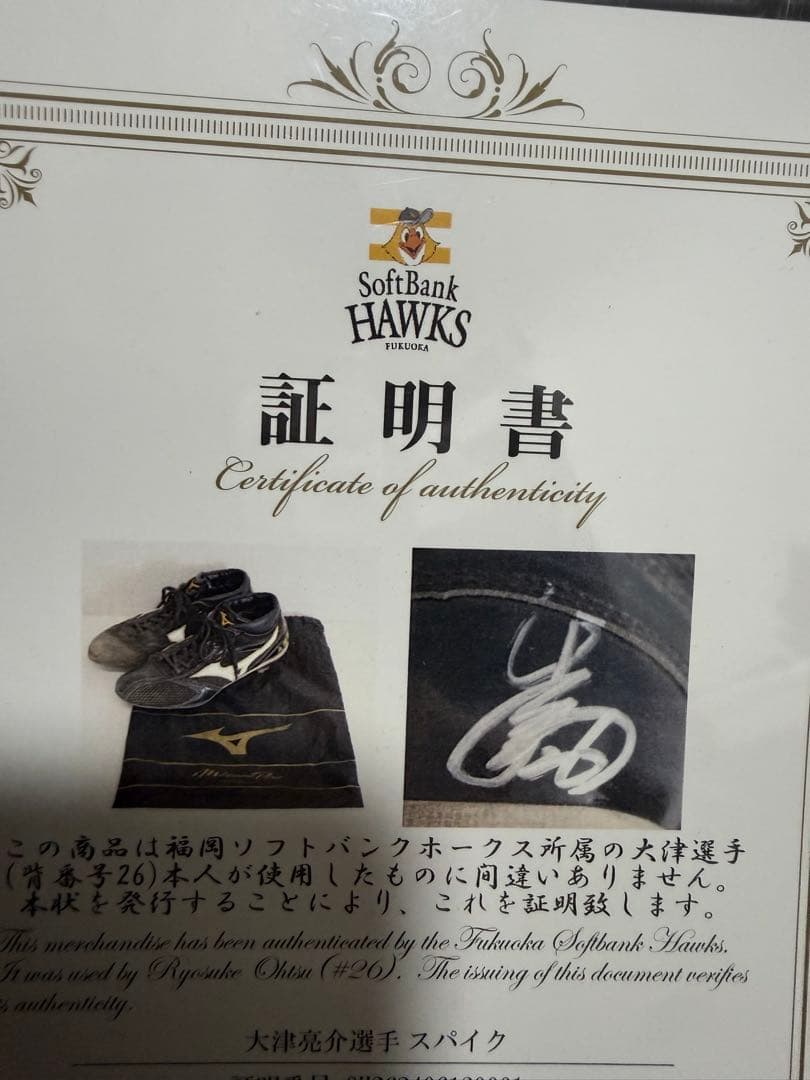 SoftBank
HAWKS
FUKUOKA
証明書
Certificate of authenticity
この商品は福岡ソフトバンクホークス所属の大津選手
(背番号26)本人が使用したものに間違いありません。
本状を発行することにより、これを証明致します。
This merchandise has been authenticated by the Fukuoka Softbank Hawks.
It was used by Ryosuke Ohtsu (#26). The issuing of this document verifies
authenticity.
大津亮介選手 スパイク